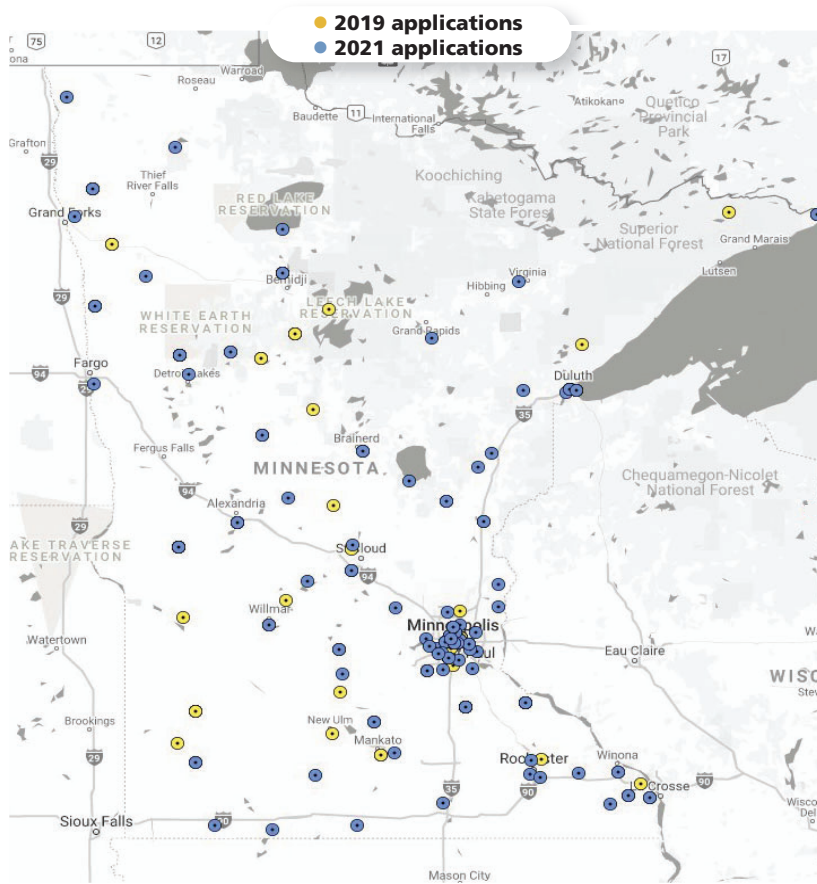 2019 applications
2021 applications
75
12
17
Roseau
Warroad
Baudette
11
International
Falls
Atikokan
Quetico
Provincial
Park
Grafton
29
Thief
River Falls
Koochiching
Kabetogama
State Forest
RED LAKE
RESERVATION
Grand Forks
Superior
National Forest
Grand Marais
Lutsen
Bemidji
Virginia
Hibbing
29
WHITE EARTH
RESERVATION
LEECH LAKE
RESERVATION
Grand Rapids
94
Fargo
Detroit Lakes
Duluth
35
Fergus Falls
Brainerd
MINNESOTA
Chequamegon-Nicolet
National Forest
94
Alexandria
29
AKE TRAVERSE
RESERVATION
St Cloud
94
Willmar
Minneapolis
Watertown
Eau Claire
WISC
Brookings
New Ulm
Mankato
29
Rochester
Winona
35
90
La Crosse
90
Sioux Falls
90
Mason City